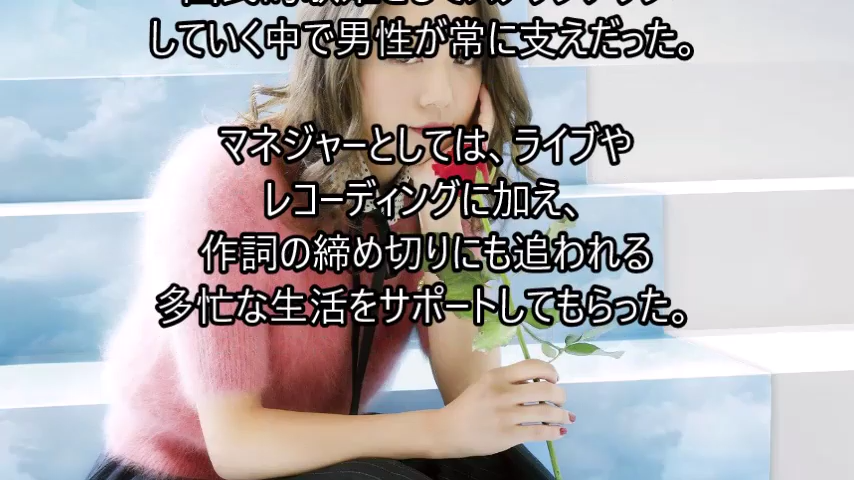 していく中で男性が常に支えだった。
マネジャーとしては、ライブや
レコーディングに加え、
作詞の締め切りにも追われる
多忙な生活をサポートしてもらった。